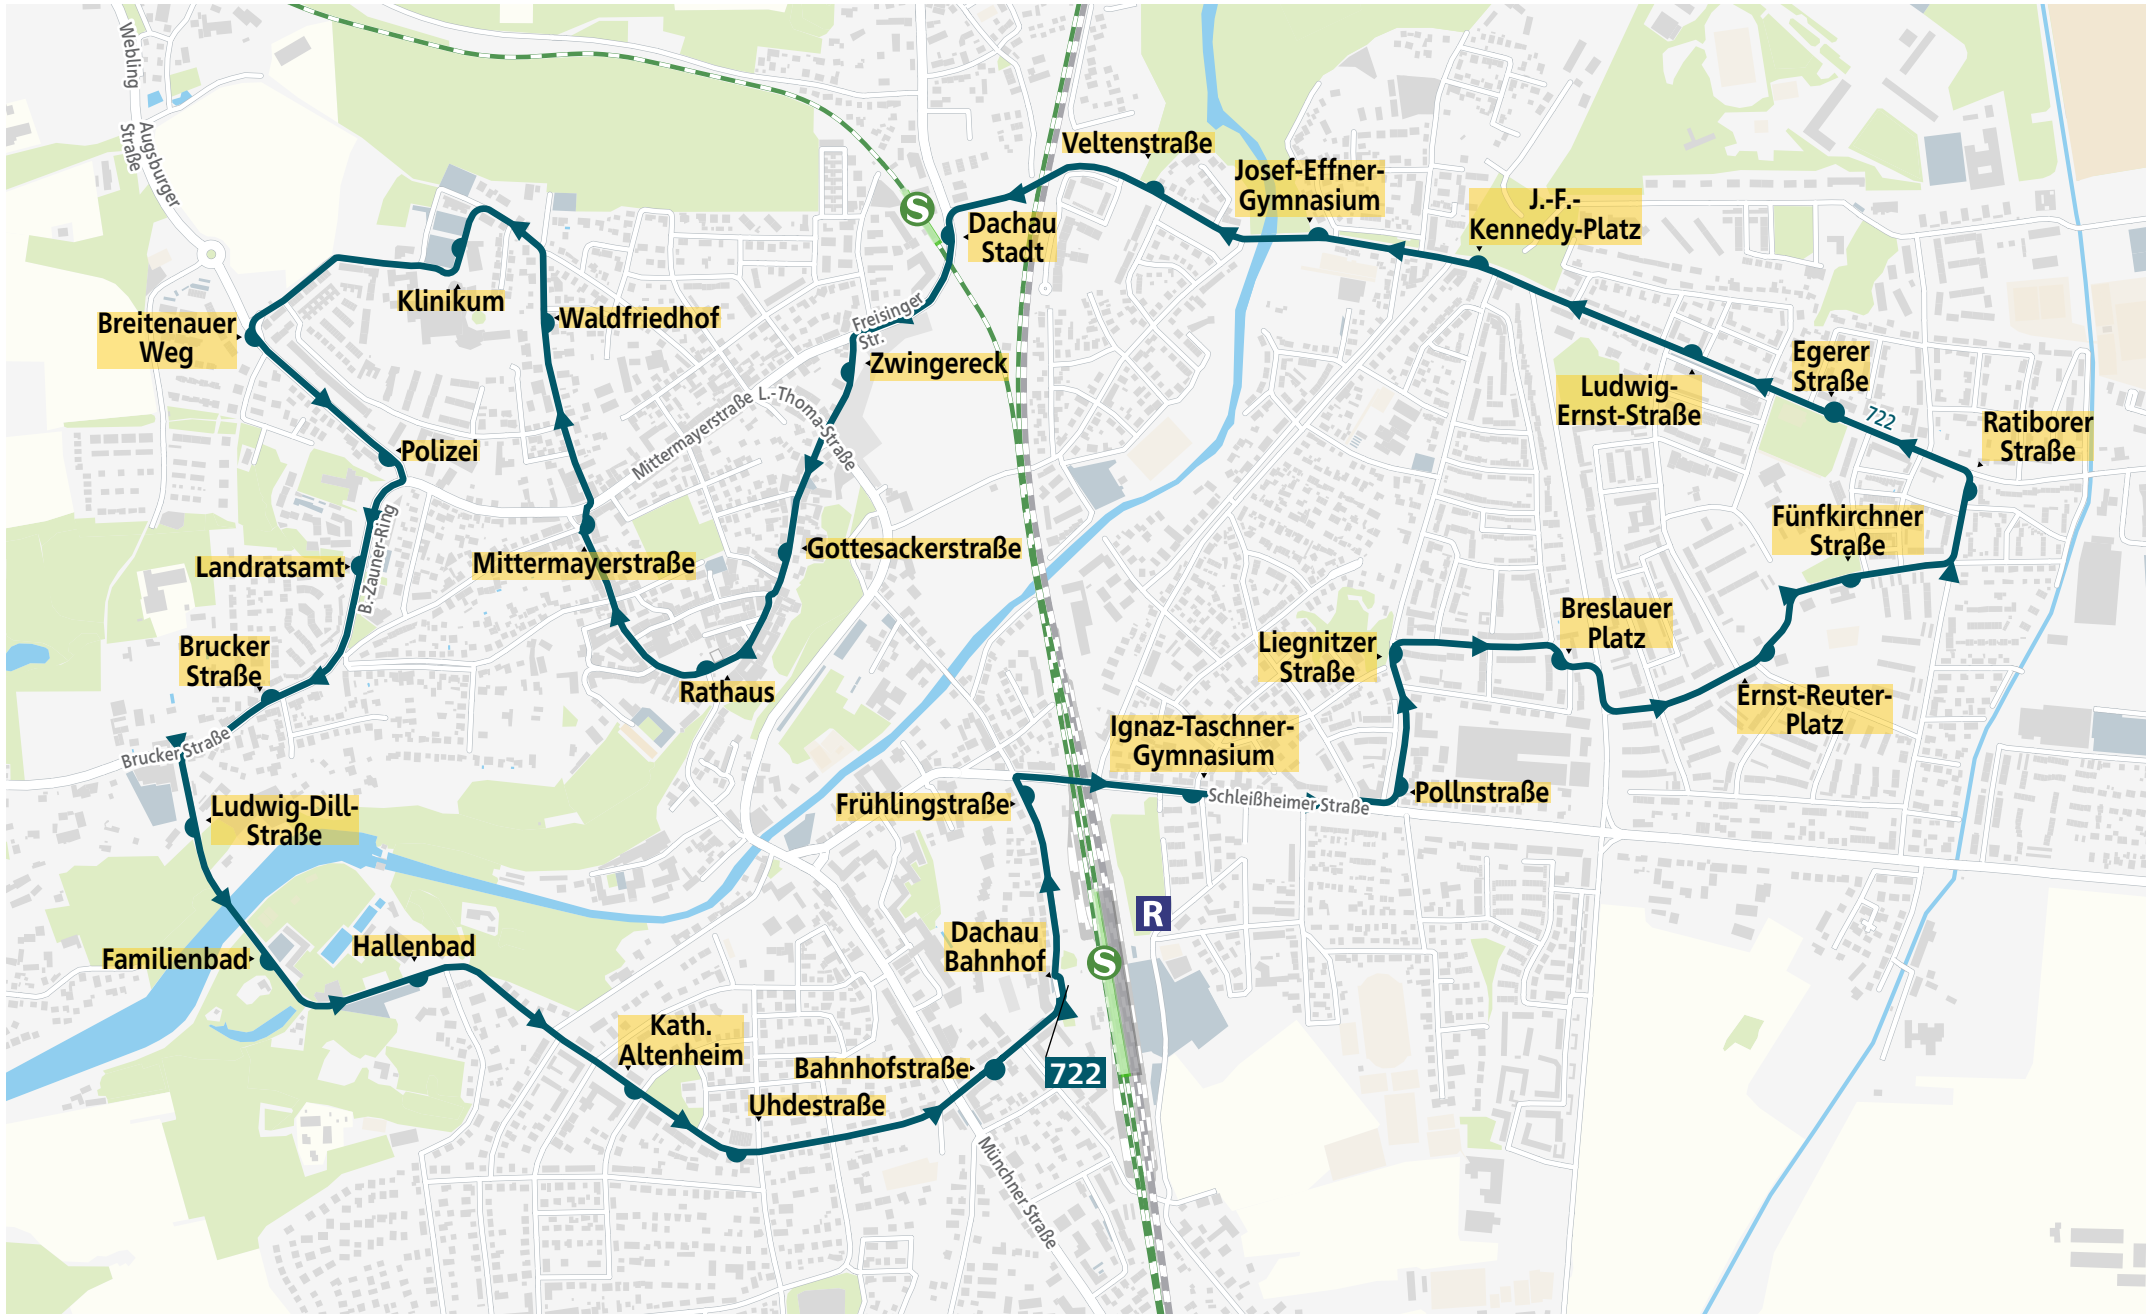 Webling
Augsburger
Straße
Veltenstraße
Josef-Effner-
Gymnasium
J.-F.-
Kennedy-Platz
S
Dachau
Stadt
Klinikum
Waldfriedhof
Breitenauer
Weg
Freisinger
Str.
Zwingereck
Egerer
Straße
Ludwig-
Ernst-Straße
722
Ratiborer
Straße
Mittermayerstraße
L.-Thoma-Straße
Polizei
Fünfkirchner
Straße
B.-Zauner-Ring
Landratsamt
Mittermayerstraße
Gottesackerstraße
Breslauer
Platz
Liegnitzer
Straße
Brucker
Straße
Rathaus
Ernst-Reuter-
Platz
Brucker Straße
Ignaz-Taschner-
Gymnasium
Ludwig-Dill-
Straße
Frühlingstraße
Schleißheimer Straße
Pollnstraße
R
Dachau
Bahnhof
S
Familienbad
Hallenbad
Kath.
Altenheim
Bahnhofstraße
722
Uhdestraße
Münchner Straße